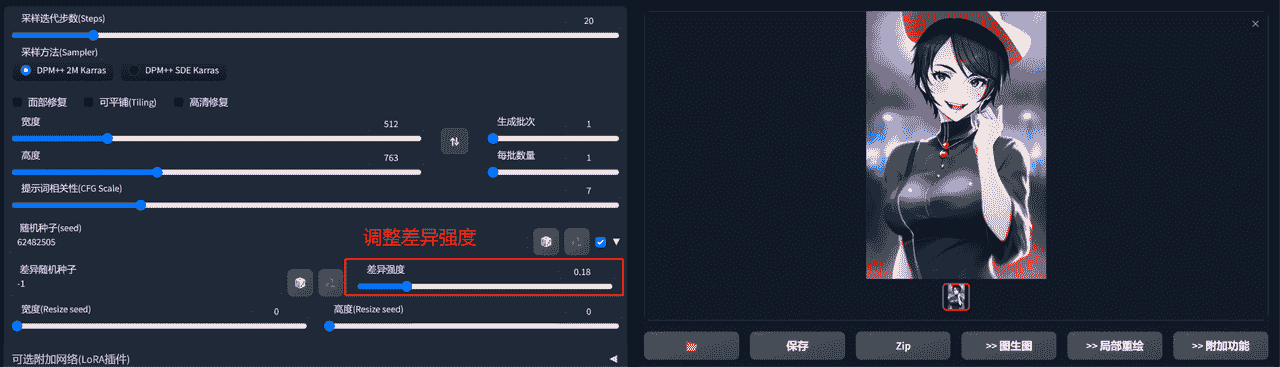 采样迭代步数(Steps)
20
采样方法(Sampler)
DPM++ 2M Karras
DPM++ SDE Karras
面部修复
可平铺(Tiling)
高清修复
宽度
512
生成批次
1
高度
763
每批数量
1
提示词相关性(CFG Scale)
7
随机种子(seed)
62482505
调整差异强度
差异随机种子
-1
差异强度
0.18
宽度(Resize seed)
0
高度(Resize seed)
0
可选附加网络(LoRA插件)
保存
Zip
>> 图生图
>> 局部重绘
>> 附加功能